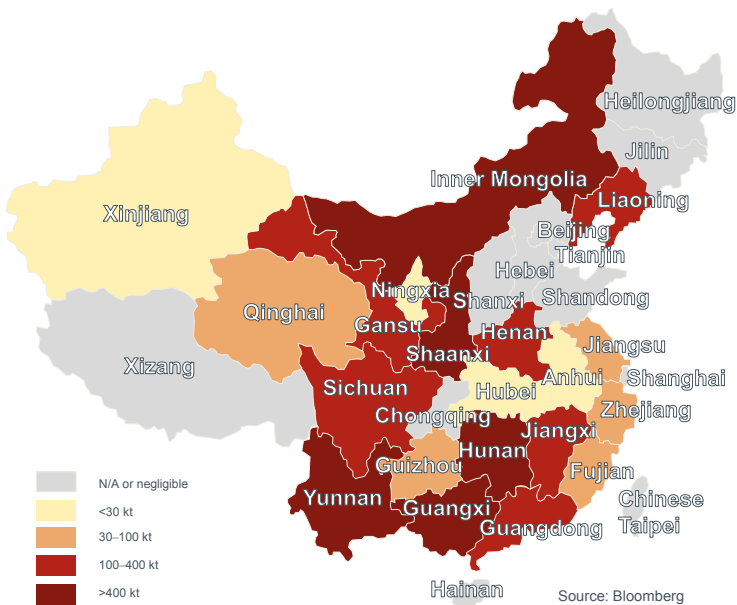 Heilongjiang
Jilin
Inner Mongolia
Liaoning
Xinjiang
Beijing
Tianjin
Hebei
Ningxia
Shanxi
Shandong
Qinghai
Gansu
Henan
Jiangsu
Shaanxi
Xizang
Anhui
Shanghai
Sichuan
Hubei
Zhejiang
Chongqing
Jiangxi
Hunan
Guizhou
Fujian
N/A or negligible
Yunnan
Chinese
Taipei
Guangxi
<30 kt
Guangdong
30–100 kt
100–400 kt
>400 kt
Hainan
Source: Bloomberg